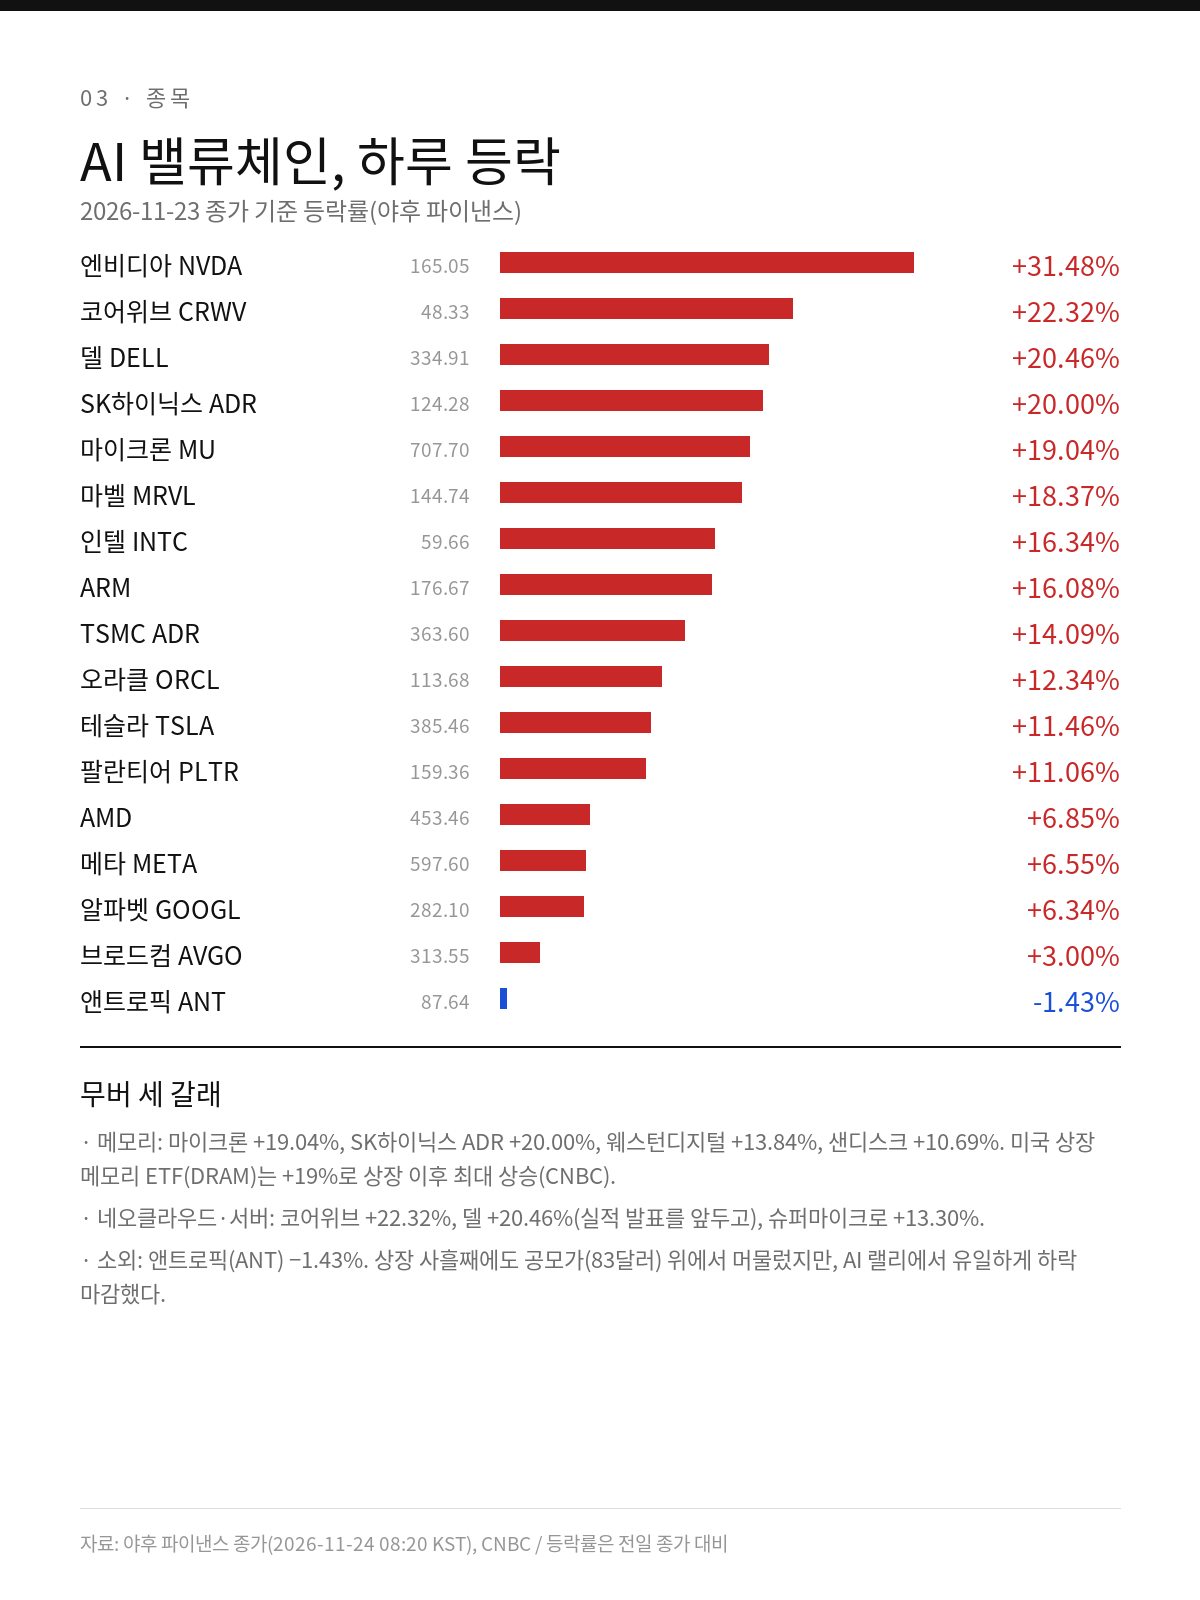 03 · 종목
AI 밸류체인, 하루 등락
2026-11-23 종가 기준 등락률(야후 파이낸스)
엔비디아 NVDA 165.05 +31.48%
코어위브 CRWV 48.33 +22.32%
델 DELL 334.91 +20.46%
SK하이닉스 ADR 124.28 +20.00%
마이크론 MU 707.70 +19.04%
마벨 MRVL 144.74 +18.37%
인텔 INTC 59.66 +16.34%
ARM 176.67 +16.08%
TSMC ADR 363.60 +14.09%
오라클 ORCL 113.68 +12.34%
테슬라 TSLA 385.46 +11.46%
팔란티어 PLTR 159.36 +11.06%
AMD 453.46 +6.85%
메타 META 597.60 +6.55%
알파벳 GOOGL 282.10 +6.34%
브로드컴 AVGO 313.55 +3.00%
앤트로픽 ANT 87.64 -1.43%
무버 세 갈래
· 메모리: 마이크론 +19.04%, SK하이닉스 ADR +20.00%, 웨스턴디지털 +13.84%, 샌디스크 +10.69%. 미국 상장
메모리 ETF(DRAM)는 +19%로 상장 이후 최대 상승(CNBC).
· 네오클라우드·서버: 코어위브 +22.32%, 델 +20.46%(실적 발표를 앞두고), 슈퍼마이크로 +13.30%.
· 소외: 앤트로픽(ANT) −1.43%. 상장 사흘째에도 공모가(83달러) 위에서 머물렀지만, AI 랠리에서 유일하게 하락
마감했다.
자료: 야후 파이낸스 종가(2026-11-24 08:20 KST), CNBC / 등락률은 전일 종가 대비